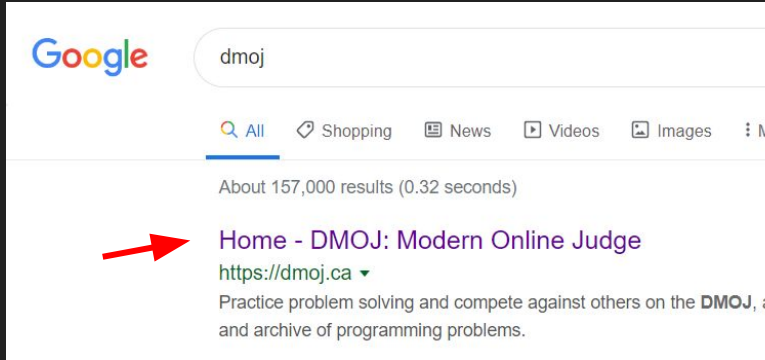 Google
dmoj
All Shopping News Videos Images
About 157,000 results (0.32 seconds)
Home - DMOJ: Modern Online Judge
https://dmoj.ca
Practice problem solving and compete against others on the DMOJ, a
and archive of programming problems.